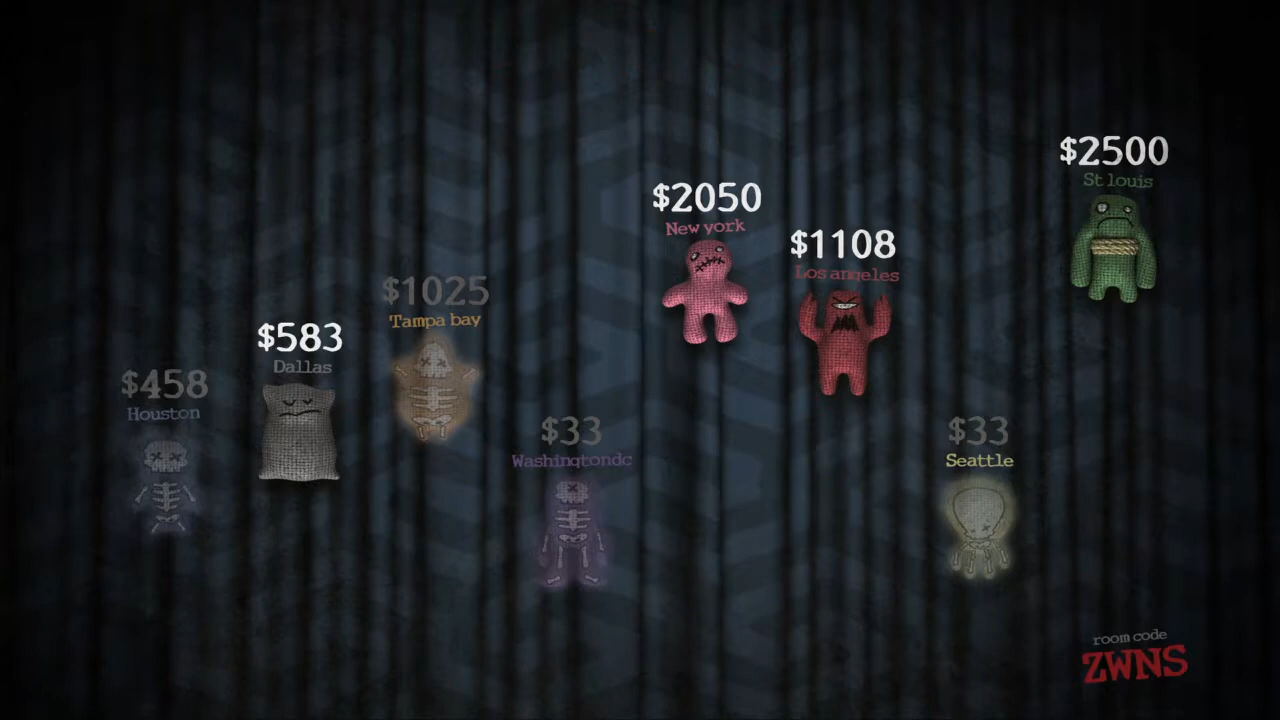 $2500
St louis
$2050
New york
$1108
Los angeles
$1025
Tampa bay
$583
Dallas
$458
Houston
$33
Washingtondc
$33
Seattle
room code
ZWNS